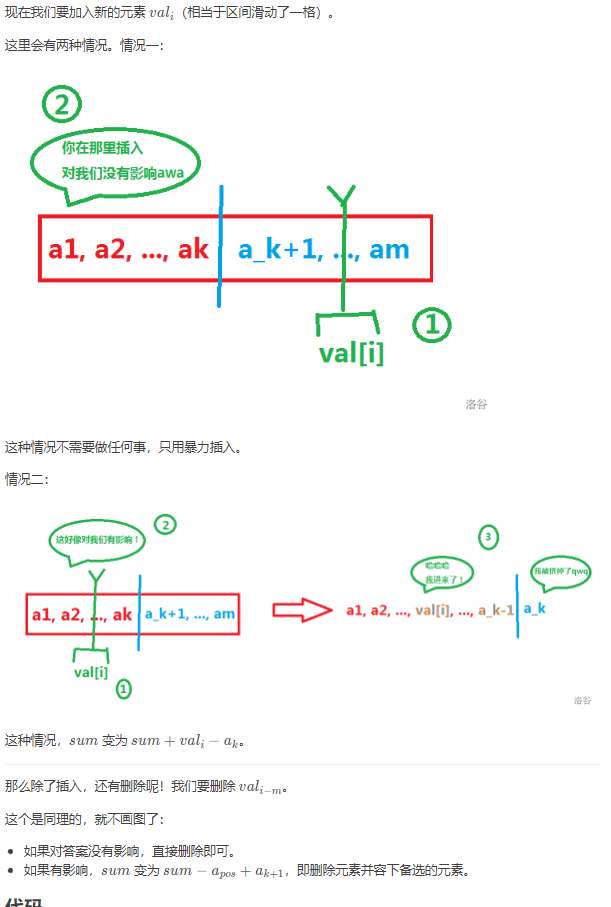 现在我们要加入新的元素 val_i（相当于区间滑动了一格）。
这里会有两种情况。情况一：
②
你在那里插入
对我们没有影响awa
a1, a2, ..., ak a_k+1, ..., am
①
val[i]
洛谷
这种情况不需要做任何事，只用暴力插入。
情况二：
②
这好像对我们有影响！
a1, a2, ..., ak a_k+1, ..., am
val[i]
①
③
哈哈哈
我进来了！
我被挤掉了qwq
a1, a2, ..., val[i], ..., a_k-1 a_k
洛谷
这种情况，sum 变为 sum + val_i − a_k。
那么除了插入，还有删除呢！我们要删除 val_{i−m}。
这个是同理的，就不画图了：
• 如果对答案没有影响，直接删除即可。
• 如果有影响，sum 变为 sum − a_{pos} + a_{k+1}，即删除元素并容下备选的元素。
代码